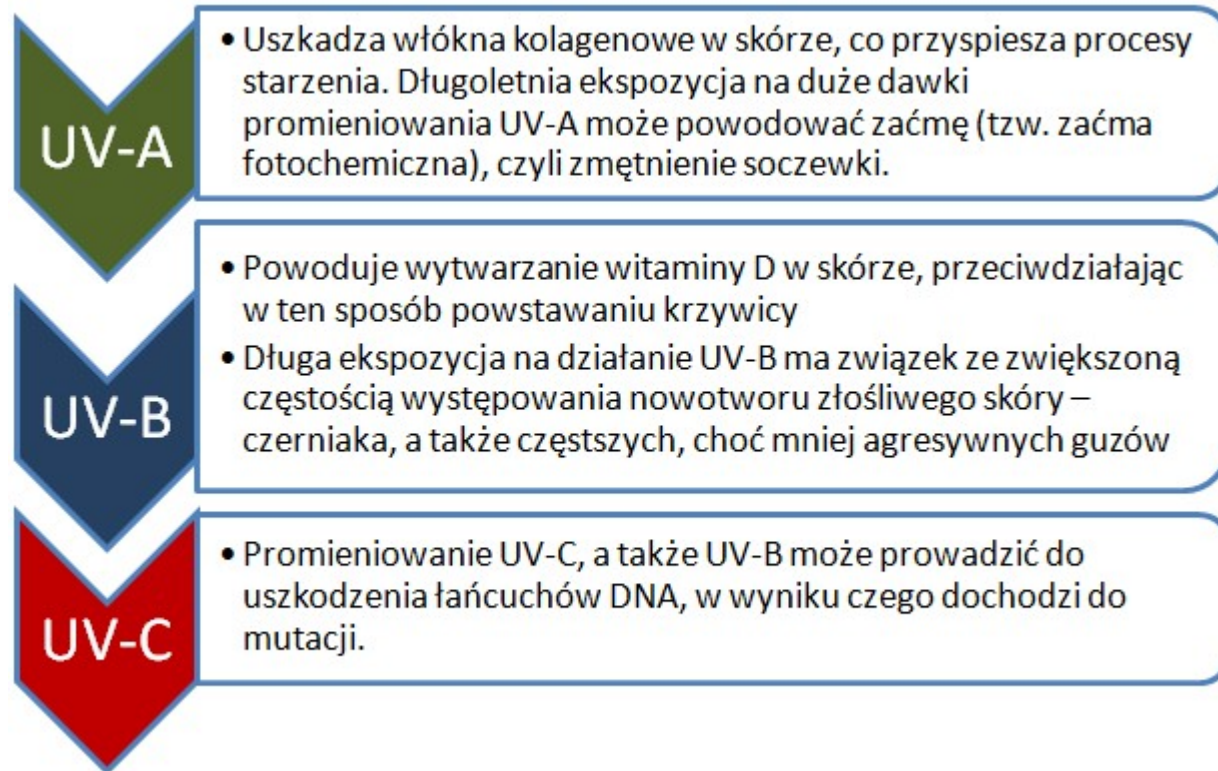 UV-A
• Uszkadza włókna kolagenowe w skórze, co przyspiesza procesy
starzenia. Długoletnia ekspozycja na duże dawki
promieniowania UV-A może powodować zaćmę (tzw. zaćma
fotochemiczna), czyli zmętnienie soczewki.
UV-B
• Powoduje wytwarzanie witaminy D w skórze, przeciwdziałając
w ten sposób powstawaniu krzywicy
• Długa ekspozycja na działanie UV-B ma związek ze zwiększoną
częstością występowania nowotworu złośliwego skóry –
czerniaka, a także częstszych, choć mniej agresywnych guzów
UV-C
• Promieniowanie UV-C, a także UV-B może prowadzić do
uszkodzenia łańcuchów DNA, w wyniku czego dochodzi do
mutacji.